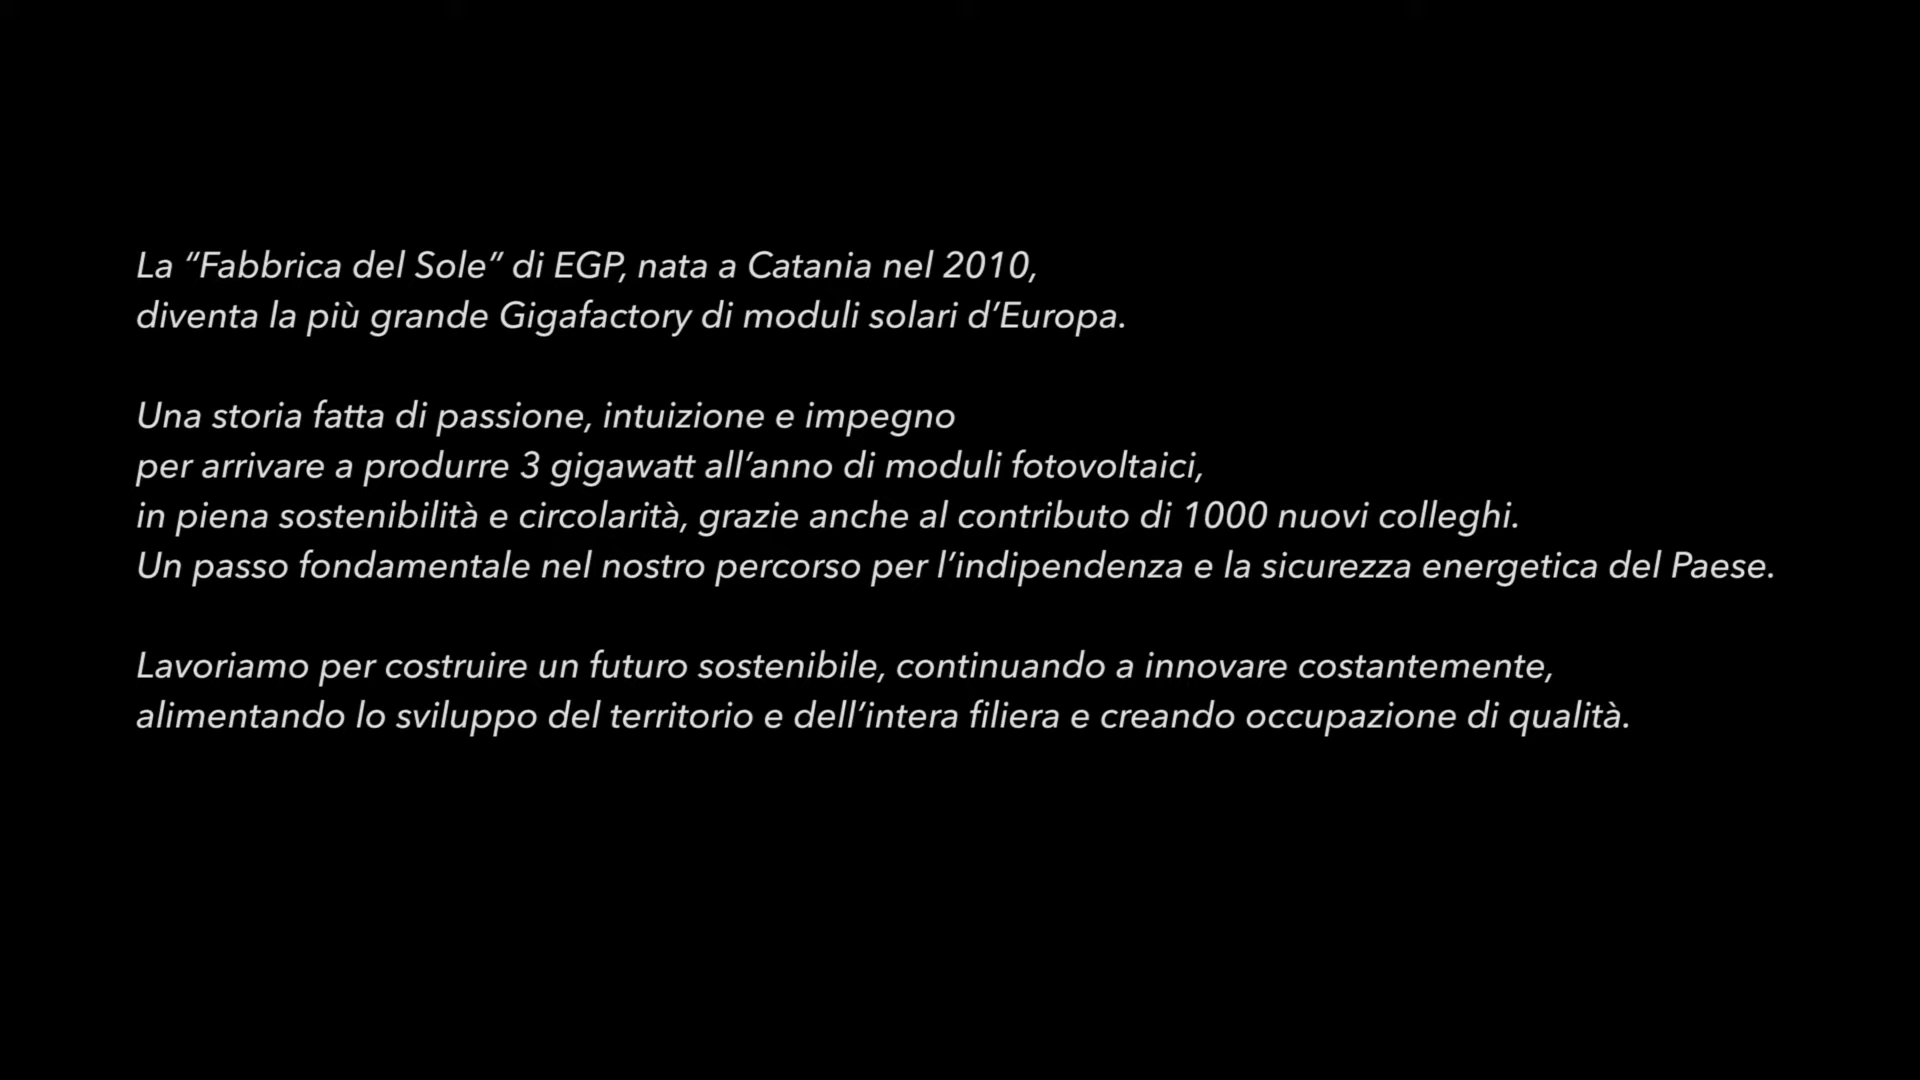 La “Fabbrica del Sole” di EGP, nata a Catania nel 2010,
diventa la più grande Gigafactory di moduli solari d’Europa.
Una storia fatta di passione, intuizione e impegno
per arrivare a produrre 3 gigawatt all’anno di moduli fotovoltaici,
in piena sostenibilità e circolarità, grazie anche al contributo di 1000 nuovi colleghi.
Un passo fondamentale nel nostro percorso per l’indipendenza e la sicurezza energetica del Paese.
Lavoriamo per costruire un futuro sostenibile, continuando a innovare costantemente,
alimentando lo sviluppo del territorio e dell’intera filiera e creando occupazione di qualità.